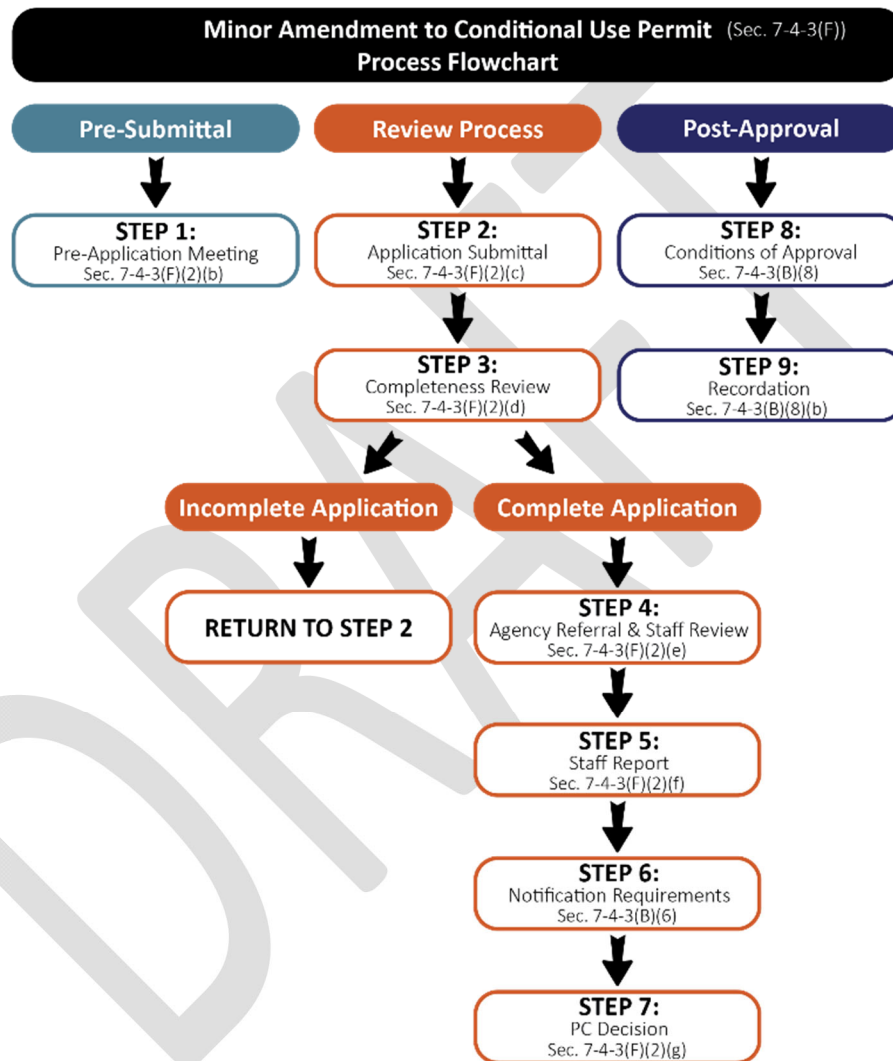 Minor Amendment to Conditional Use Permit (Sec. 7-4-3(F))
Process Flowchart
Pre-Submittal
STEP 1:
Pre-Application Meeting
Sec. 7-4-3(F)(2)(b)
Review Process
STEP 2:
Application Submittal
Sec. 7-4-3(F)(2)(c)
STEP 3:
Completeness Review
Sec. 7-4-3(F)(2)(d)
Incomplete Application
RETURN TO STEP 2
Complete Application
STEP 4:
Agency Referral & Staff Review
Sec. 7-4-3(F)(2)(e)
STEP 5:
Staff Report
Sec. 7-4-3(F)(2)(f)
STEP 6:
Notification Requirements
Sec. 7-4-3(B)(6)
STEP 7:
PC Decision
Sec. 7-4-3(F)(2)(g)
Post-Approval
STEP 8:
Conditions of Approval
Sec. 7-4-3(B)(8)
STEP 9:
Recordation
Sec. 7-4-3(B)(8)(b)
DRAFT